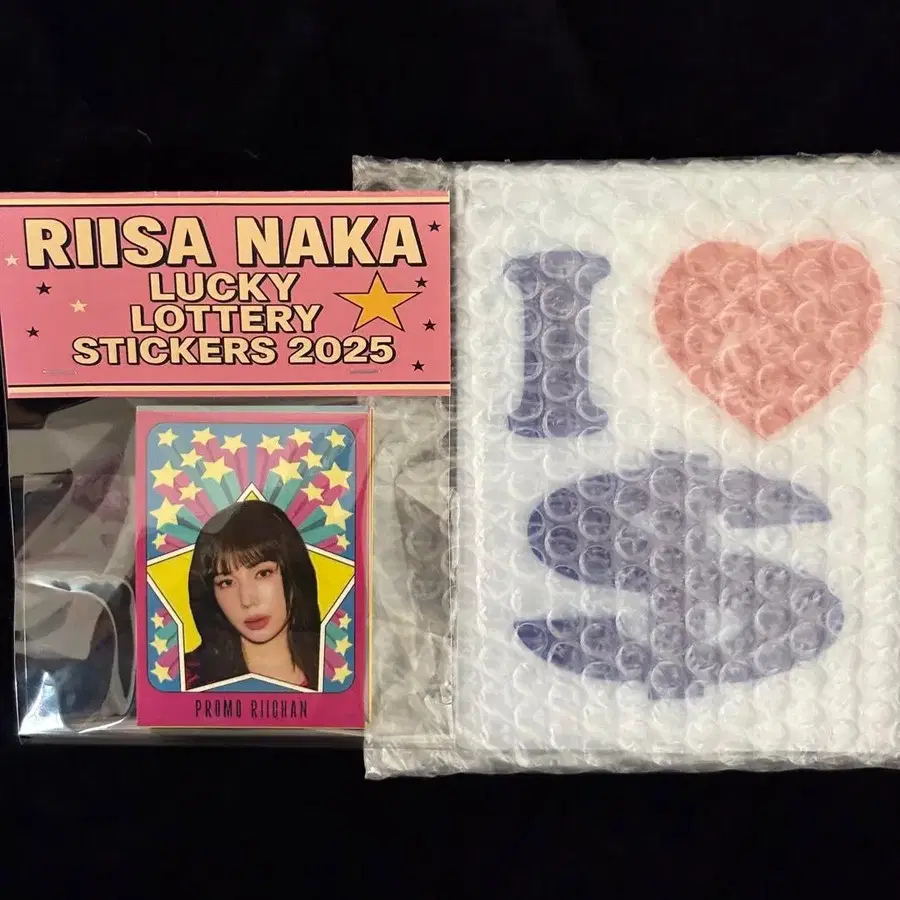 RIISA NAKA
LUCKY
LOTTERY
STICKERS 2025
PROMO RIICHAN
I
S